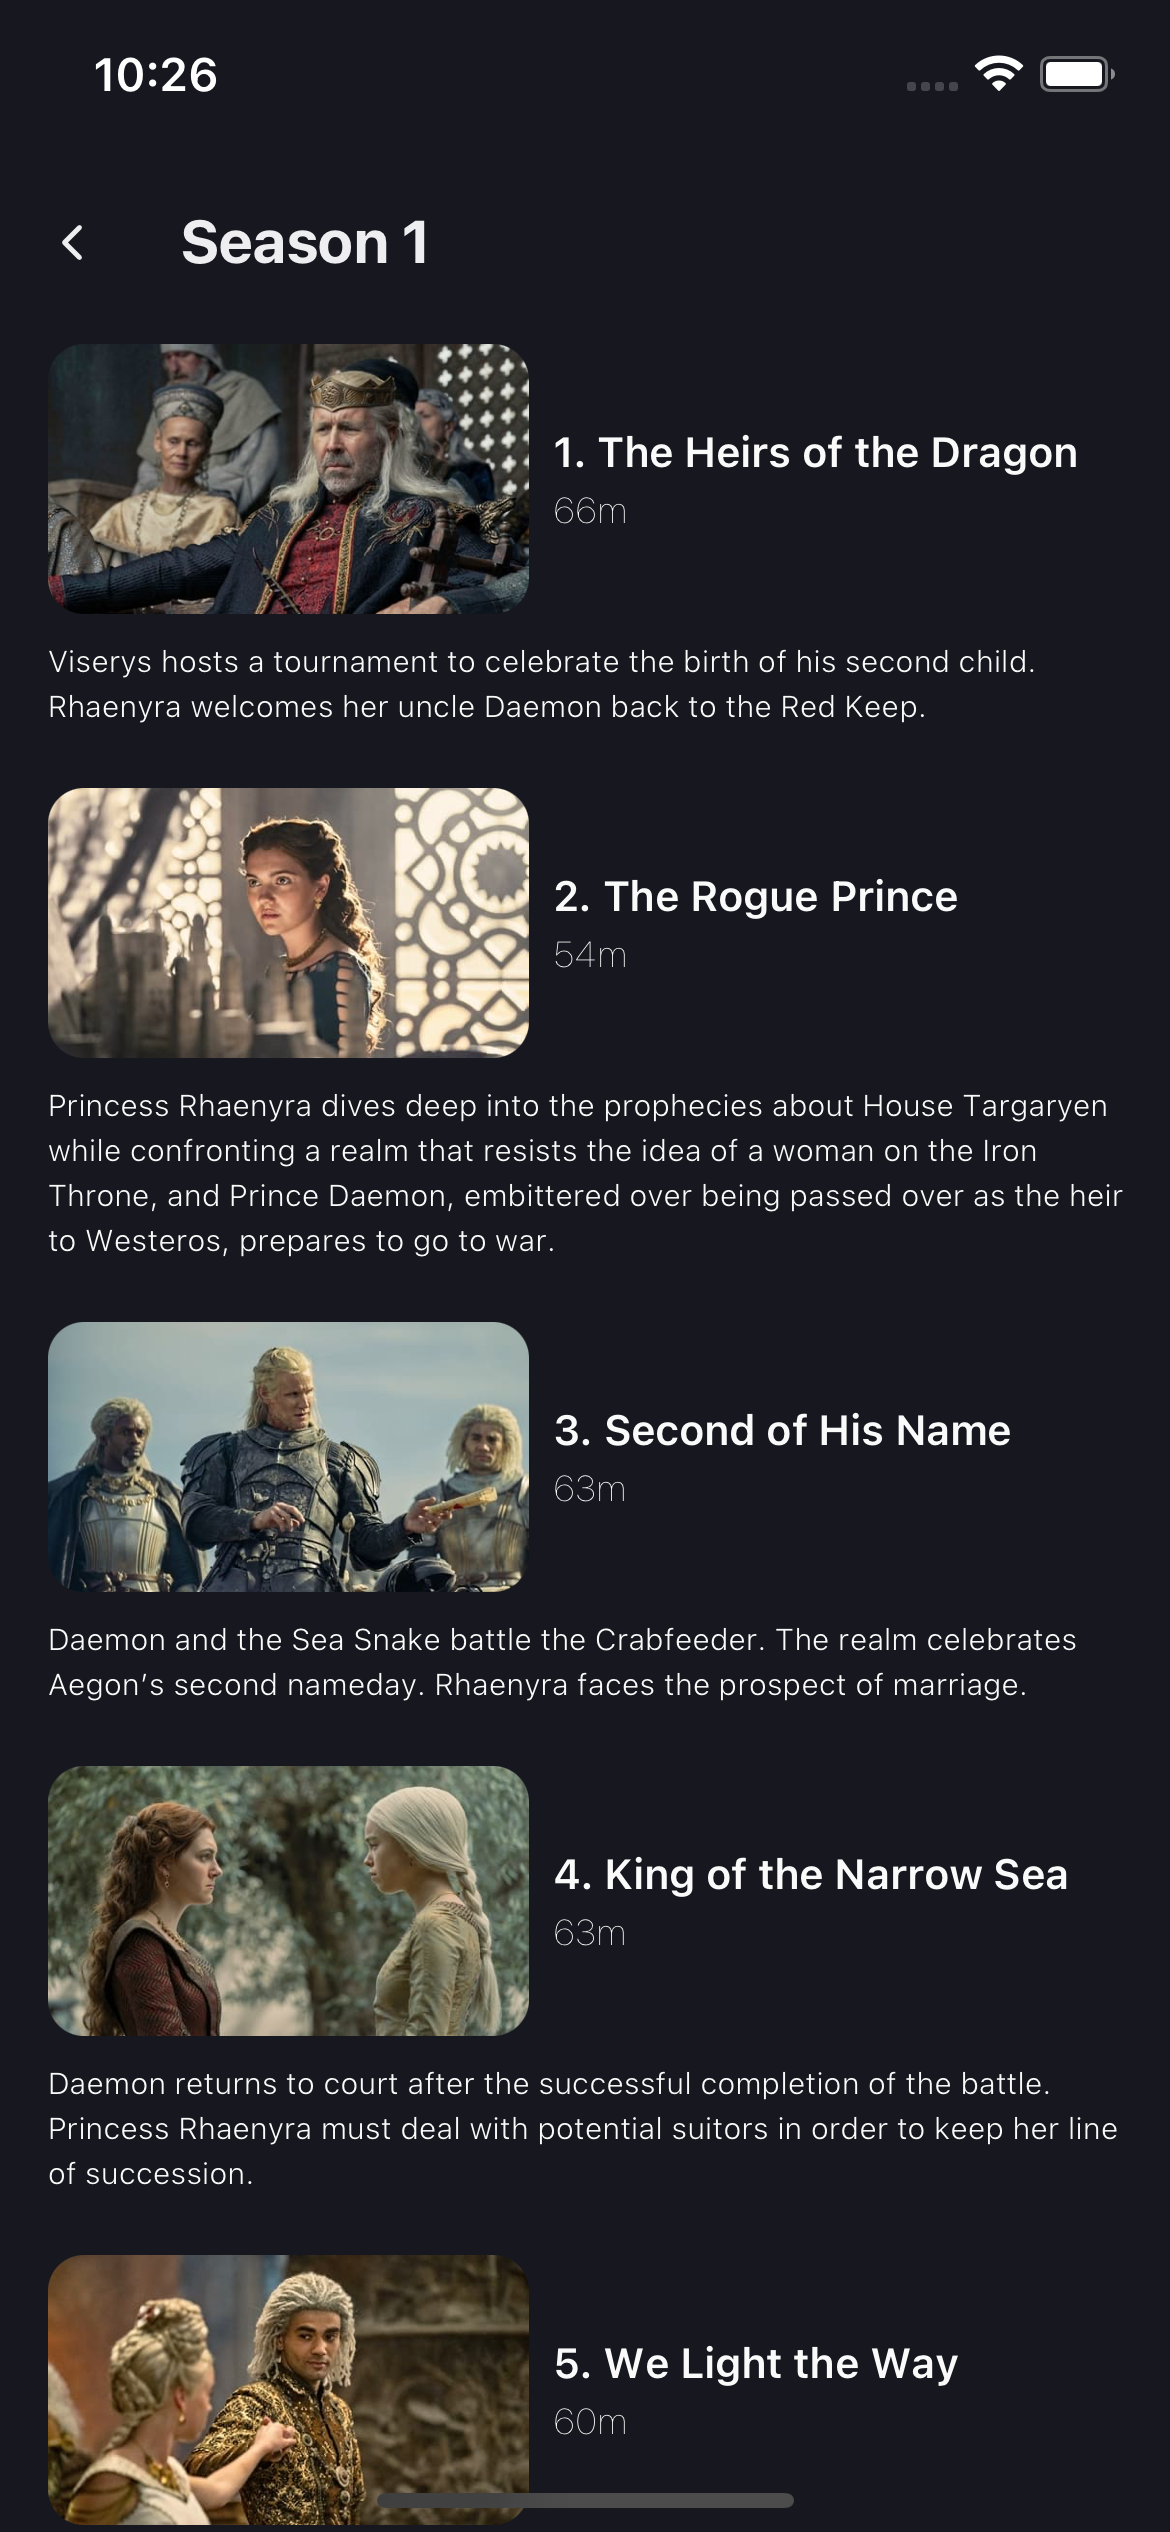 10:26
Season 1
1. The Heirs of the Dragon
66m
Viserys hosts a tournament to celebrate the birth of his second child.
Rhaenyra welcomes her uncle Daemon back to the Red Keep.
2. The Rogue Prince
54m
Princess Rhaenyra dives deep into the prophecies about House Targaryen
while confronting a realm that resists the idea of a woman on the Iron
Throne, and Prince Daemon, embittered over being passed over as the heir
to Westeros, prepares to go to war.
3. Second of His Name
63m
Daemon and the Sea Snake battle the Crabfeeder. The realm celebrates
Aegon’s second nameday. Rhaenyra faces the prospect of marriage.
4. King of the Narrow Sea
63m
Daemon returns to court after the successful completion of the battle.
Princess Rhaenyra must deal with potential suitors in order to keep her line
of succession.
5. We Light the Way
60m